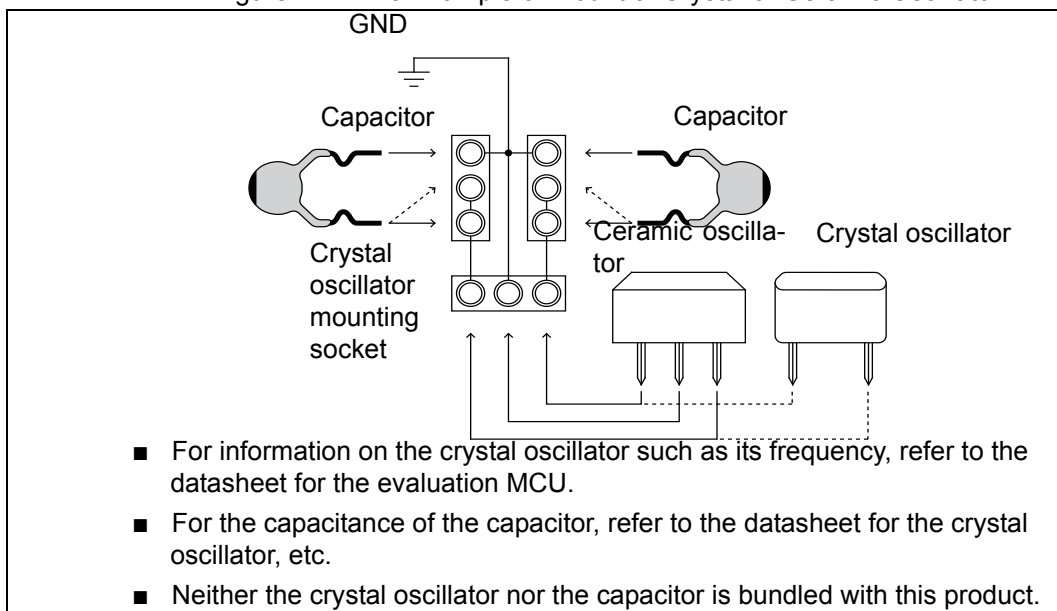 GND
Capacitor
Capacitor
Crystal
oscillator
mounting
socket
Ceramic oscilla-
tor
Crystal oscillator
■ For information on the crystal oscillator such as its frequency, refer to the
datasheet for the evaluation MCU.
■ For the capacitance of the capacitor, refer to the datasheet for the crystal
oscillator, etc.
■ Neither the crystal oscillator nor the capacitor is bundled with this product.